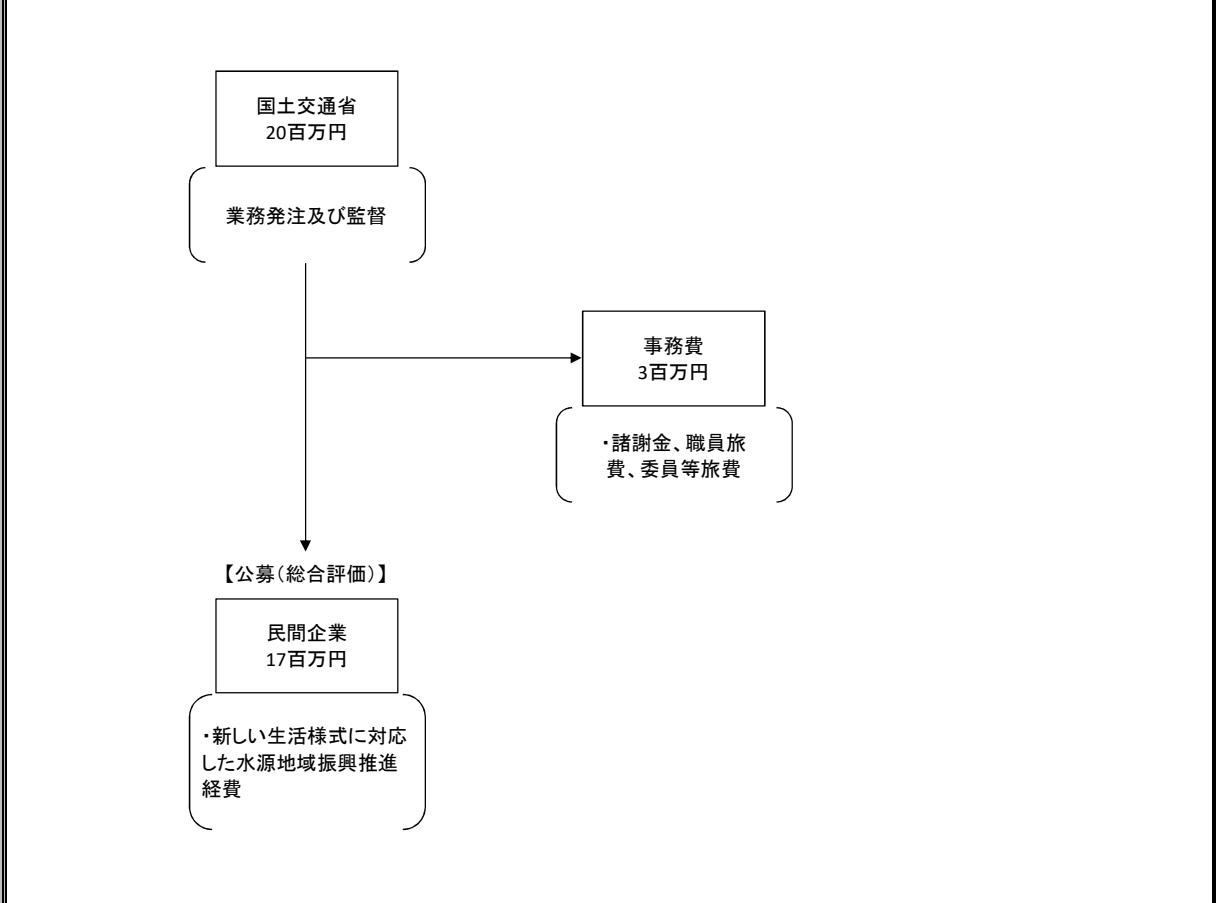 国土交通省
20百万円
業務発注及び監督
事務費
3百万円
・諸謝金、職員旅
費、委員等旅費
【公募(総合評価)】
民間企業
17百万円
・新しい生活様式に対応
した水源地域振興推進
経費